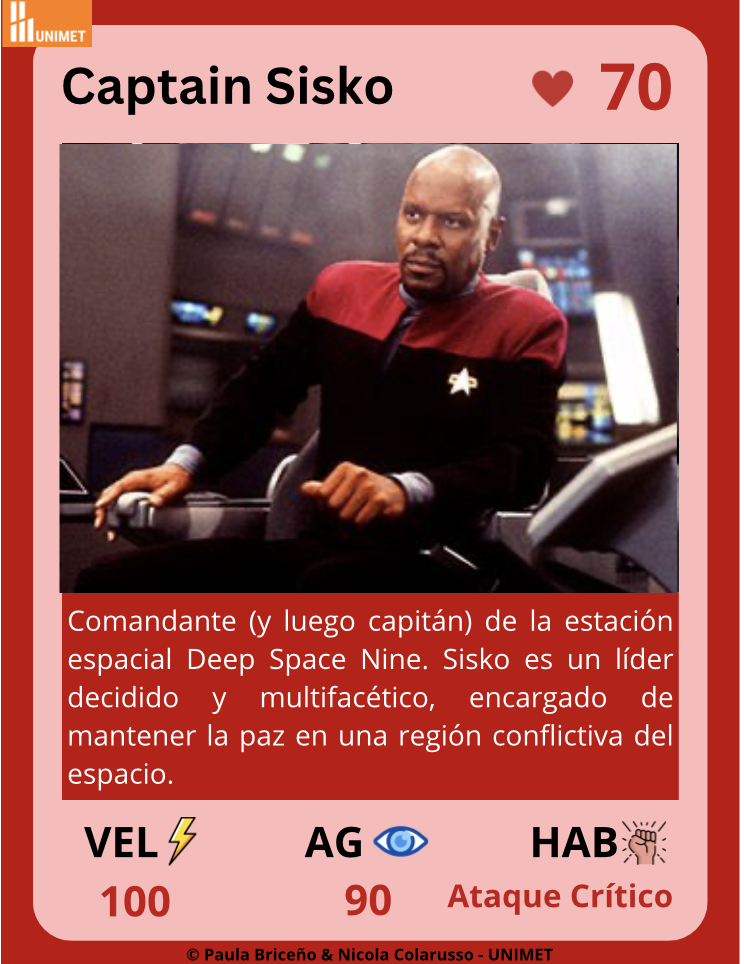 UNIMET
Captain Sisko
70
Comandante (y luego capitán) de la estación
espacial Deep Space Nine. Sisko es un líder
decidido y multifacético, encargado de
mantener la paz en una región conflictiva del
espacio.
VEL AG HAB
100 90 Ataque Crítico
© Paula Briceño & Nicola Colarusso - UNIMET